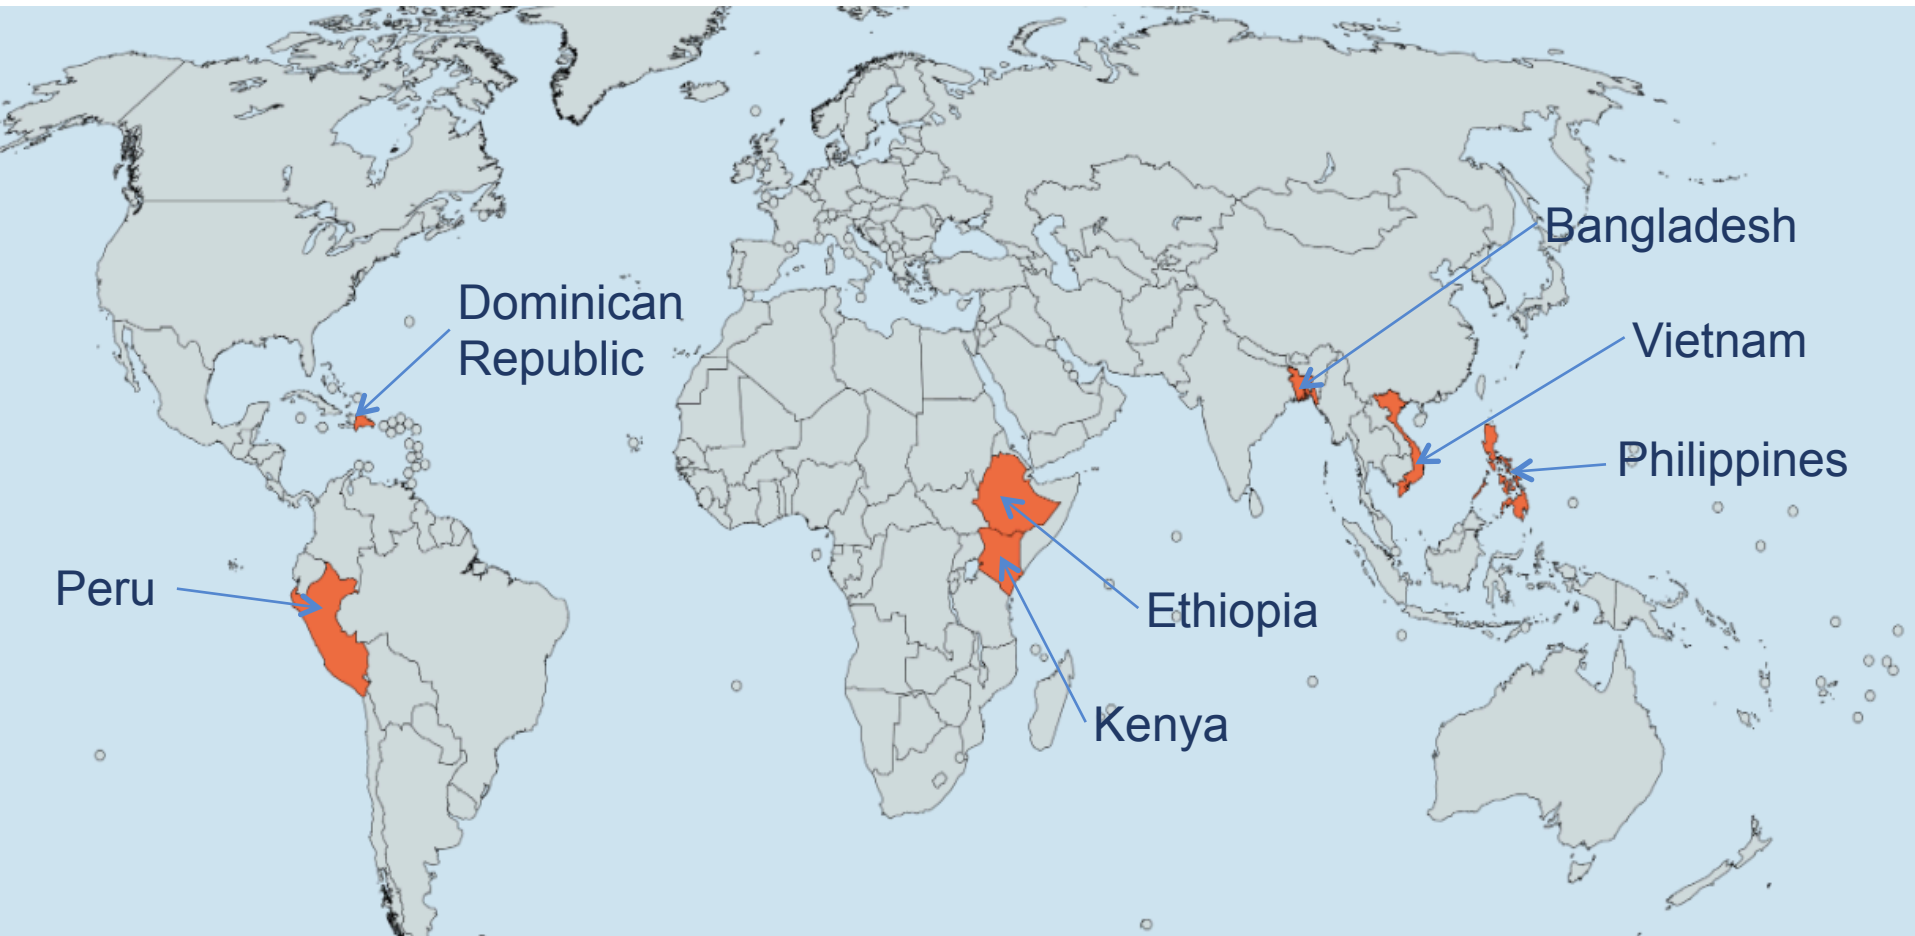 Bangladesh
Dominican
Republic
Vietnam
Philippines
Peru
Ethiopia
Kenya